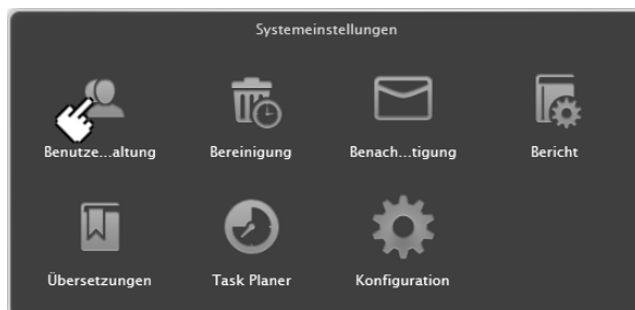 Systemeinstellungen
Benutze...altung Bereinigung Benach...tigung Bericht
Übersetzungen Task Planer Konfiguration